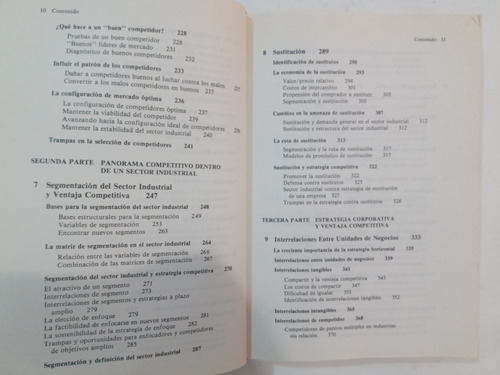 10 Contenido
¿Qué hace a un "buen" competidor? 228
Pruebas de un buen competidor 228
"Buenos" líderes de mercado 231
Diagnóstico de buenos competidores 232
Influir el patrón de los competidores 233
Dañar a competidores buenos al luchar contra los malos
Convertir a los malos competidores en buenos 235
La configuración de mercado óptima 236
La configuración de competidores óptima 237
Mantener la viabilidad del competidor 239
Avanzando hacia la configuración ideal de competidores
Mantener la estabilidad del sector industrial 240
Trampas en la selección de competidores 241
SEGUNDA PARTE PANORAMA COMPETITIVO DENTRO
DE UN SECTOR INDUSTRIAL
7 Segmentación del Sector Industrial
y Ventaja Competitiva 247
Bases para la segmentación del sector industrial 248
Bases estructurales para la segmentación 249
Variables de segmentación 253
Encontrar nuevos segmentos 263
La matriz de segmentación en el sector industrial 264
Relación entre las variables de segmentación 266
Combinación de las matrices de segmentación 267
Segmentación del sector industrial y estrategia competitiva 270
El atractivo de un segmento 271
Interrelaciones de segmento 273
Interrelaciones de segmentos y estrategias a plazo
amplio 279
La elección de enfoque 279
La factibilidad de enfocarse en nuevos segmentos 281
La sostenibilidad de la estrategia de enfoque 282
Trampas y oportunidades para enfocadores y competidores
de objetivos amplios 285
Segmentación y definición del sector industrial 287
Contenido 11
8 Sustitución 289
Identificación de sustitutos 290
La economía de la sustitución 293
Valor/precio relativo 294
Costos de intercambio 301
Propensión del comprador a sustituir 305
Segmentación y sustitución 305
Cambios en la amenaza de sustitución 307
Sustitución y demanda general en el sector industrial 312
Sustitución y estructura del sector industrial 312
La ruta de sustitución 313
Segmentación y la ruta de sustitución 315
Modelos de pronóstico de sustitución 317
Sustitución y estrategia competitiva 322
Promover la sustitución 322
Defensa contra sustitutos 325
Sector industrial contra estrategia de sustitución
de una empresa 327
Trampas en la estrategia contra sustitutos 328
TERCERA PARTE ESTRATEGIA CORPORATIVA
Y VENTAJA COMPETITIVA
9 Interrelaciones Entre Unidades de Negocios 333
La creciente importancia de la estrategia horizontal 335
Interrelaciones entre unidades de negocios 339
Interrelaciones tangibles 341
Compartir y la ventaja competitiva 343
Los costos de compartir 347
Dificultad de igualar 351
Identificación de interrelaciones tangibles 352
Interrelaciones intangibles 365
Interrelaciones de competidor 368
Competidores de puntos múltiples en industrias
sin relación 370